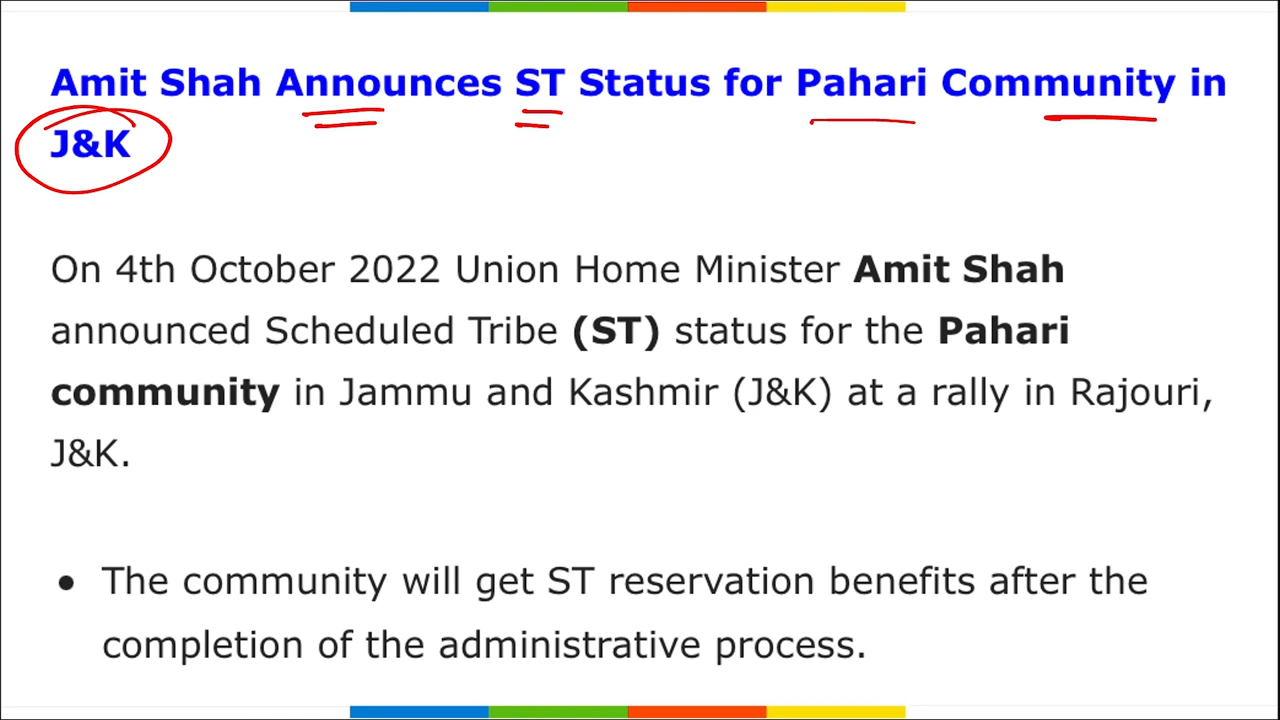 Amit Shah Announces ST Status for Pahari Community in
J&K
On 4th October 2022 Union Home Minister Amit Shah
announced Scheduled Tribe (ST) status for the Pahari
community in Jammu and Kashmir (J&K) at a rally in Rajouri,
J&K.
• The community will get ST reservation benefits after the
completion of the administrative process.